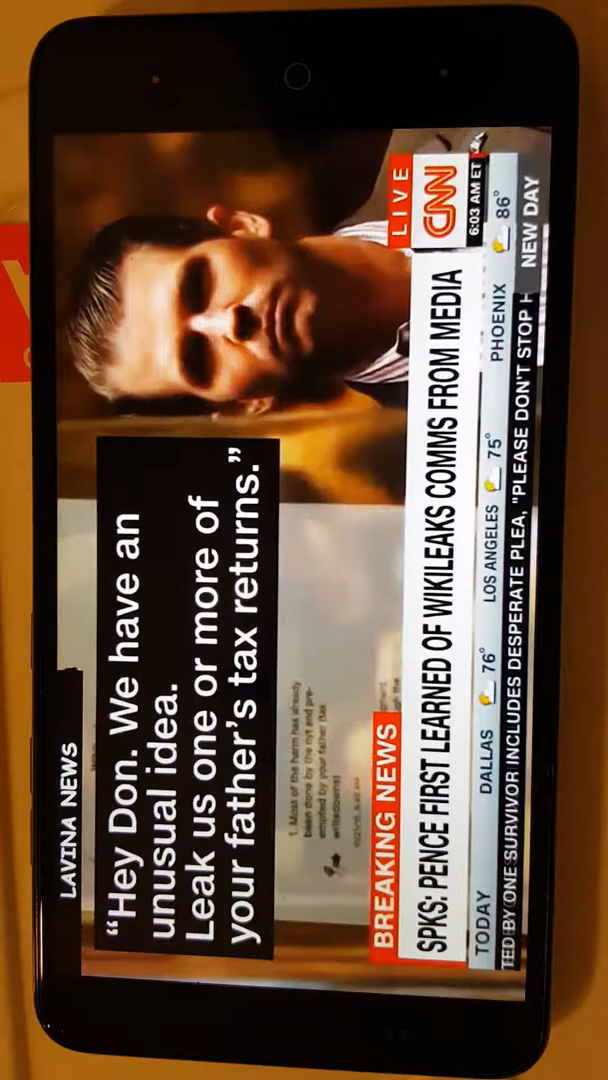 LAVINA NEWS
"Hey Don. We have an
unusual idea.
Leak us one or more of
your father's tax returns."
1. Most of the harm has already
been done by the nyt and pre-
empted by your father (tax
writedowns)
BREAKING NEWS
SPKS: PENCE FIRST LEARNED OF WIKILEAKS COMMS FROM MEDIA
LIVE
CNN
6:03 AM ET
TODAY DALLAS 76° LOS ANGELES 75° PHOENIX 86°
TED BY ONE SURVIVOR INCLUDES DESPERATE PLEA, "PLEASE DON'T STOP H
NEW DAY